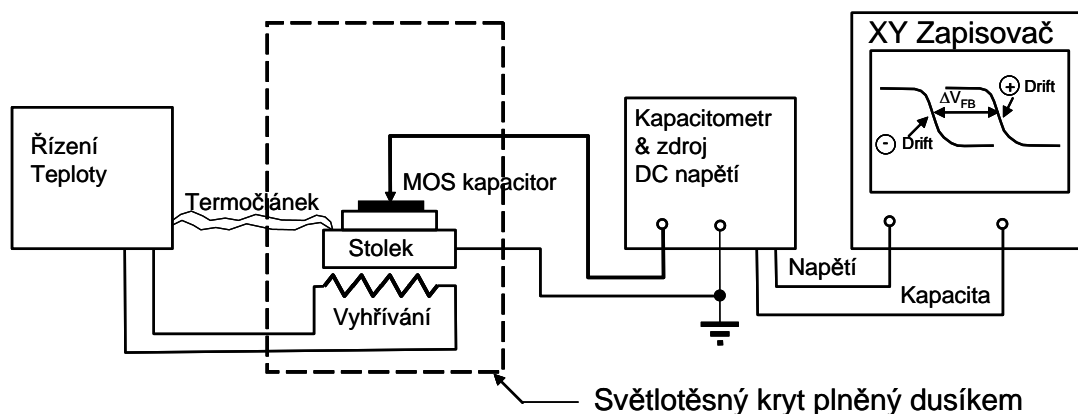 XY Zapisovač
+ Drift
ΔVFB
- Drift
Řízení
Teploty
Termočlánek
MOS kapacitor
Stolek
Vyhřívání
Kapacitometr
& zdroj
DC napětí
Napětí
Kapacita
Světlotěsný kryt plněný dusíkem